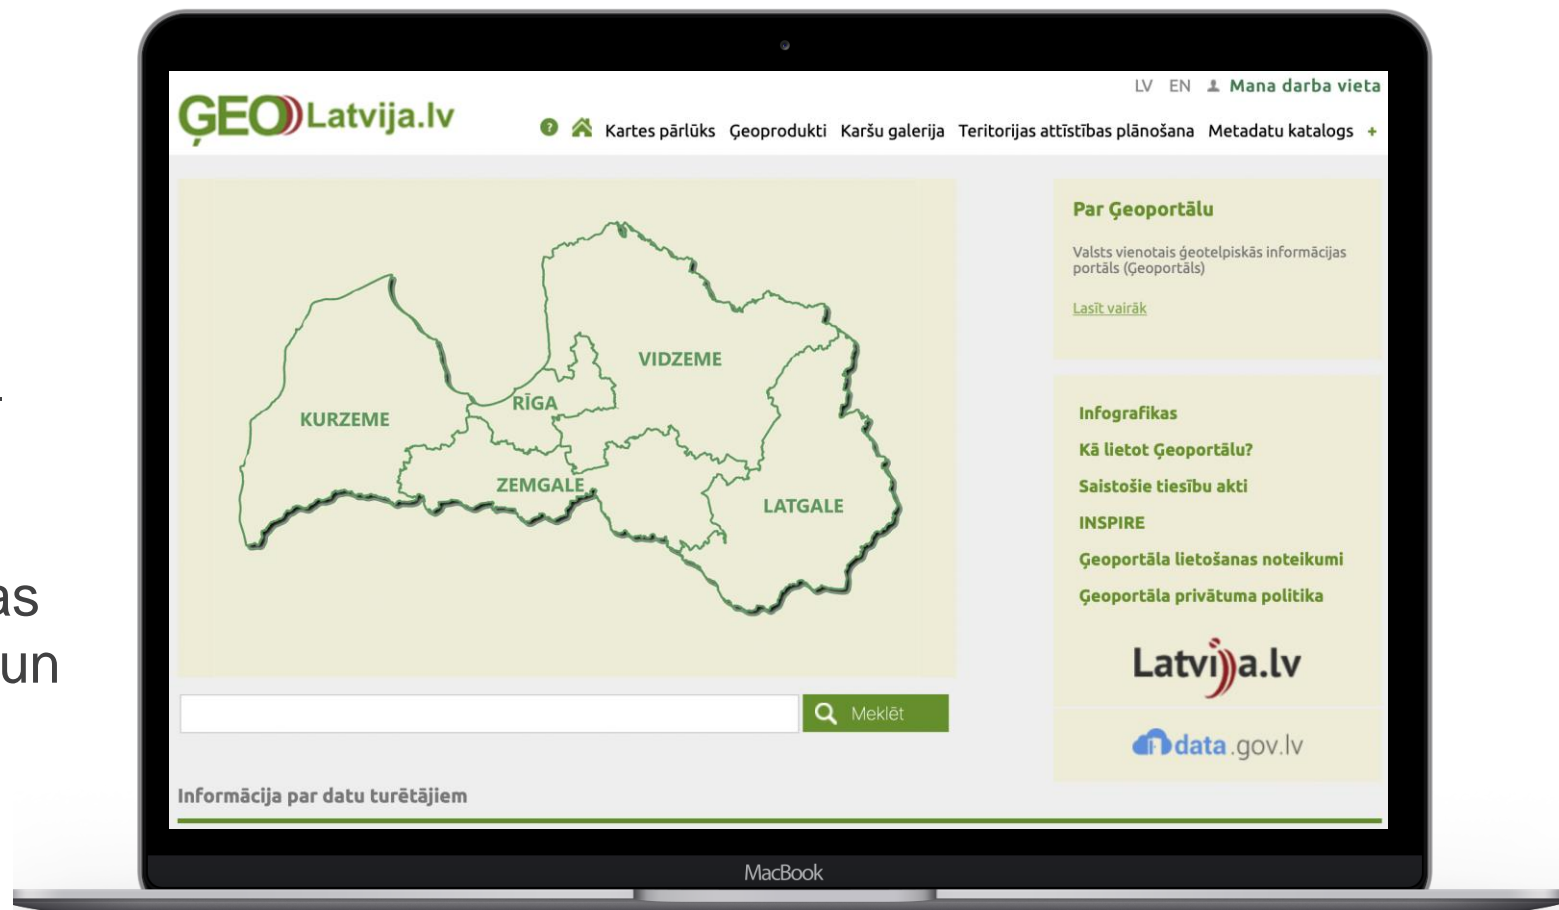 LV EN Mana darba vieta
ĢEO Latvija.lv
? Kartes pārlūks Ģeoprodukti Karšu galerija Teritorijas attīstības plānošana Metadatu katalogs +
Par Ģeoportālu
Valsts vienotais ģeotelpiskās informācijas
portāls (Ģeoportāls)
Lasīt vairāk
VIDZEME
RĪGA
KURZEME
ZEMGALE
LATGALE
Infografikas
Kā lietot Ģeoportālu?
Saistošie tiesību akti
INSPIRE
Ģeoportāla lietošanas noteikumi
Ģeoportāla privātuma politika
as
un
Latvija.lv
Meklēt
data.gov.lv
Informācija par datu turētājiem
MacBook